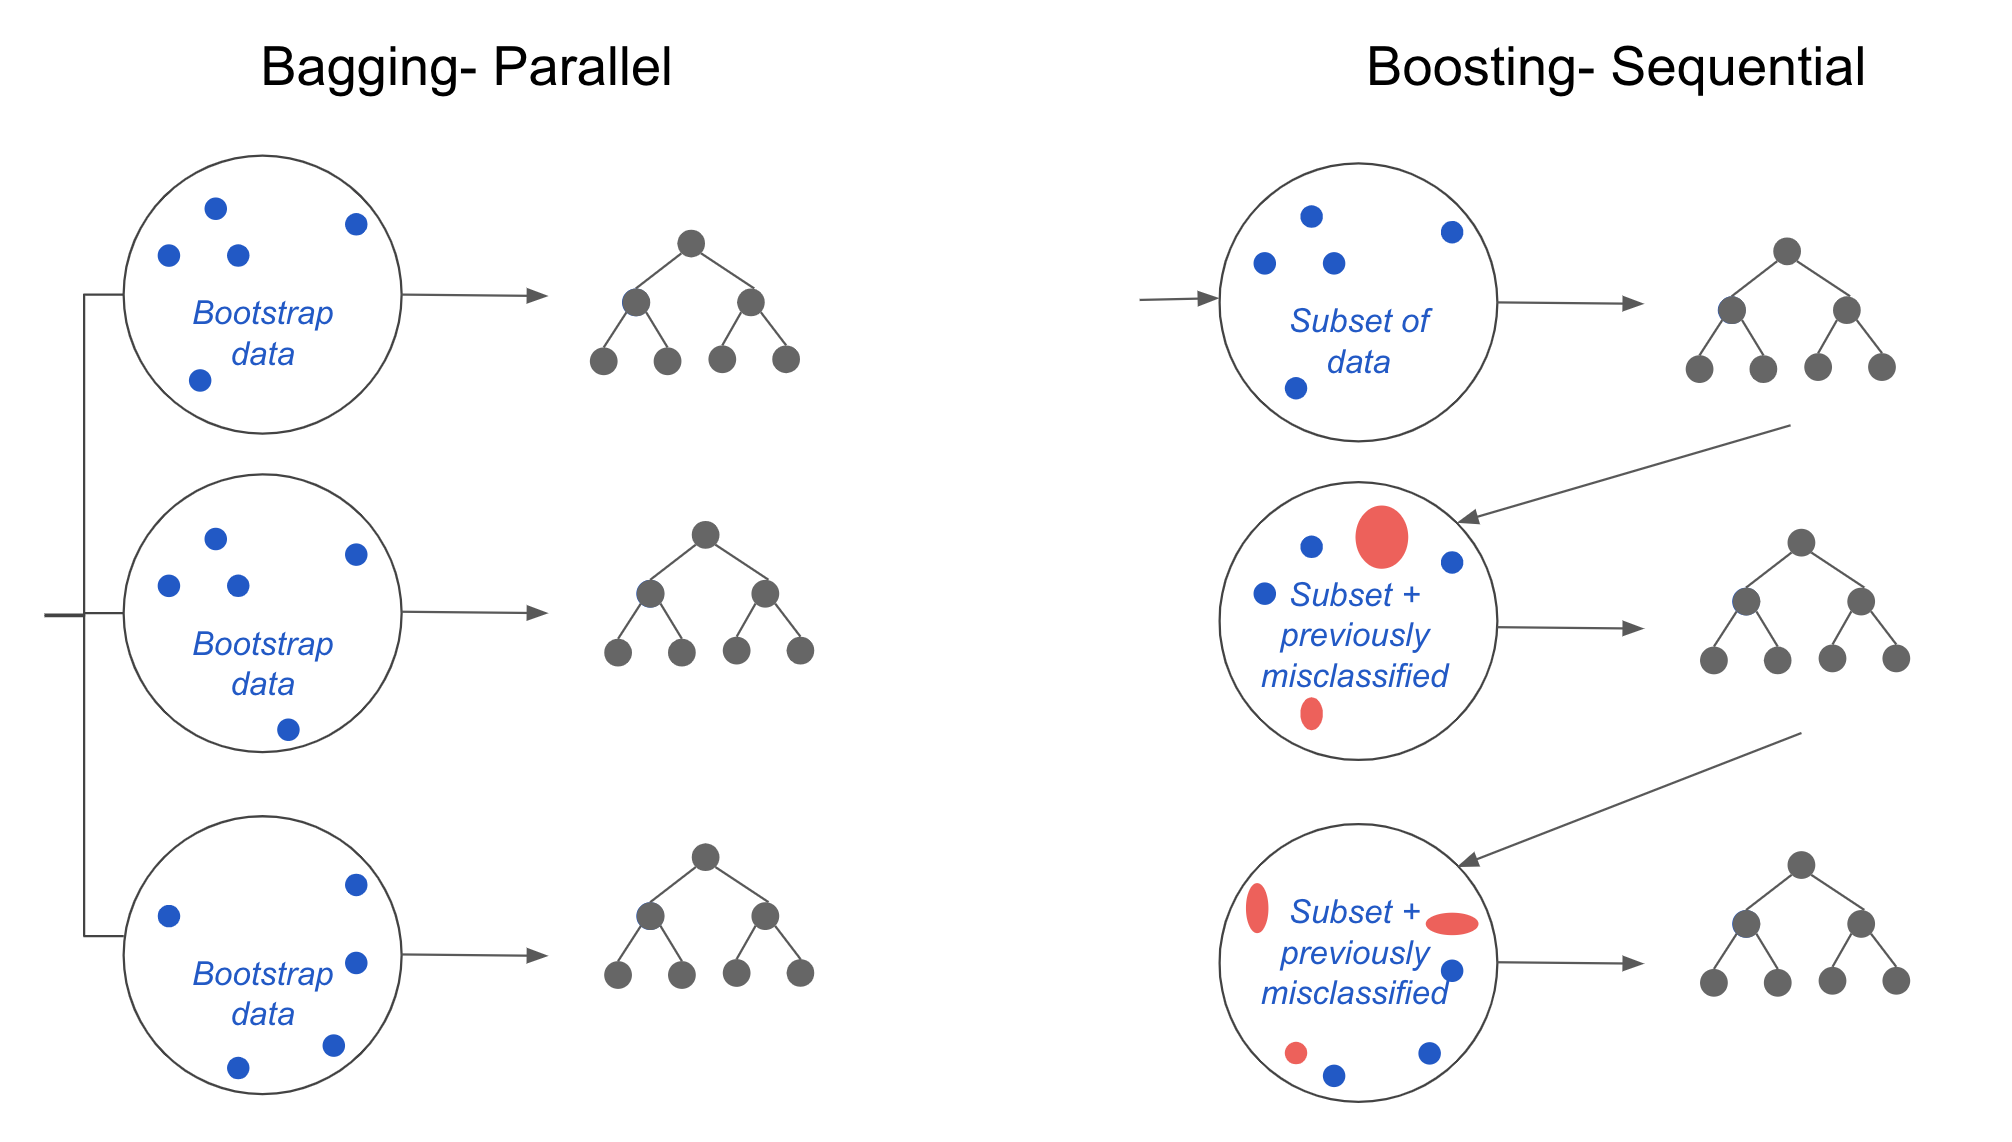 Bagging- Parallel
Bootstrap
data
Bootstrap
data
Bootstrap
data
Boosting- Sequential
Subset of
data
Subset +
previously
misclassified
Subset +
previously
misclassified